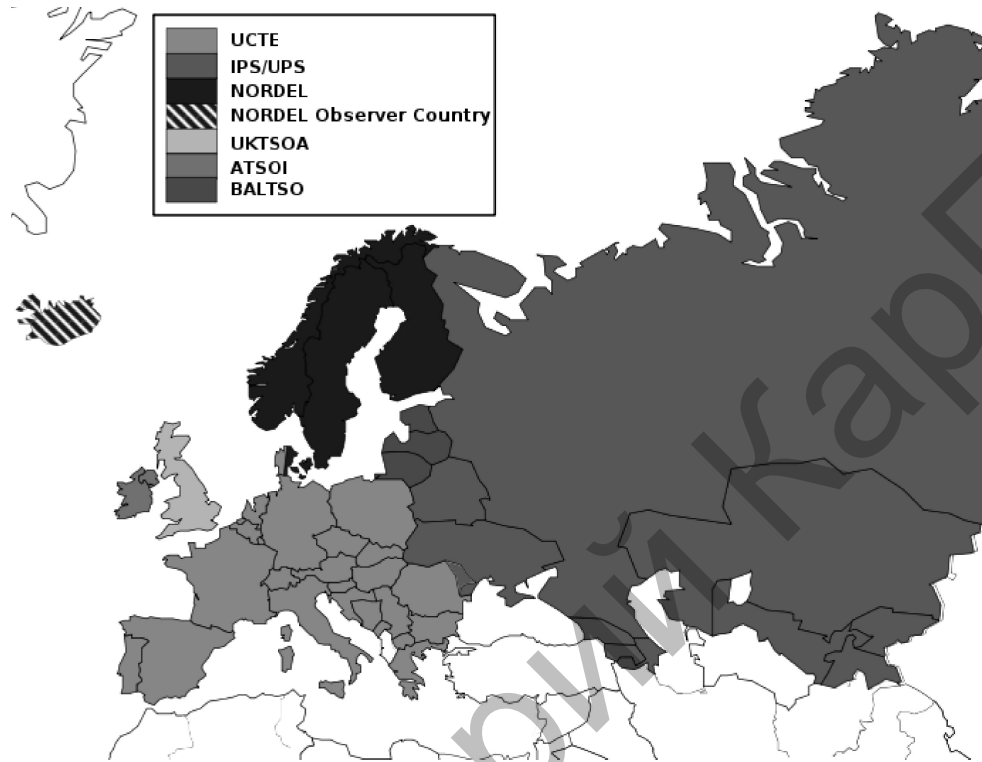 UCTE
IPS/UPS
NORDEL
NORDEL Observer Country
UKTSOA
ATSOI
BALTSO